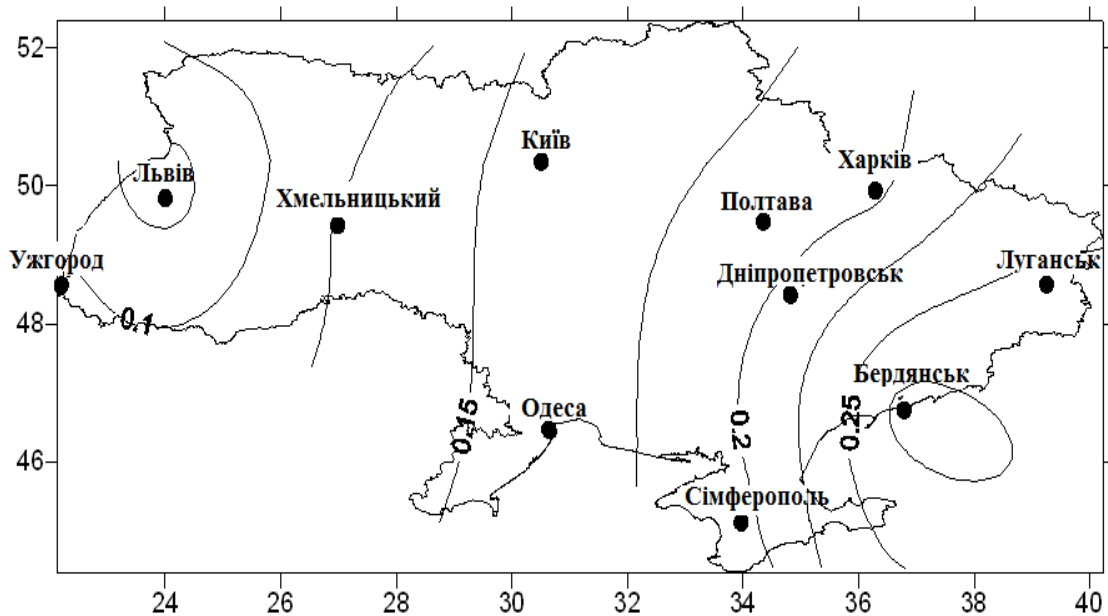 52
50
48
46
Київ
Харків
Львів
Хмельницький
Полтава
Ужгород
Дніпропетровськ
Луганськ
0.1
Бердянськ
Одеса
0.15
0.2
0.25
Сімферополь
24 26 28 30 32 34 36 38 40